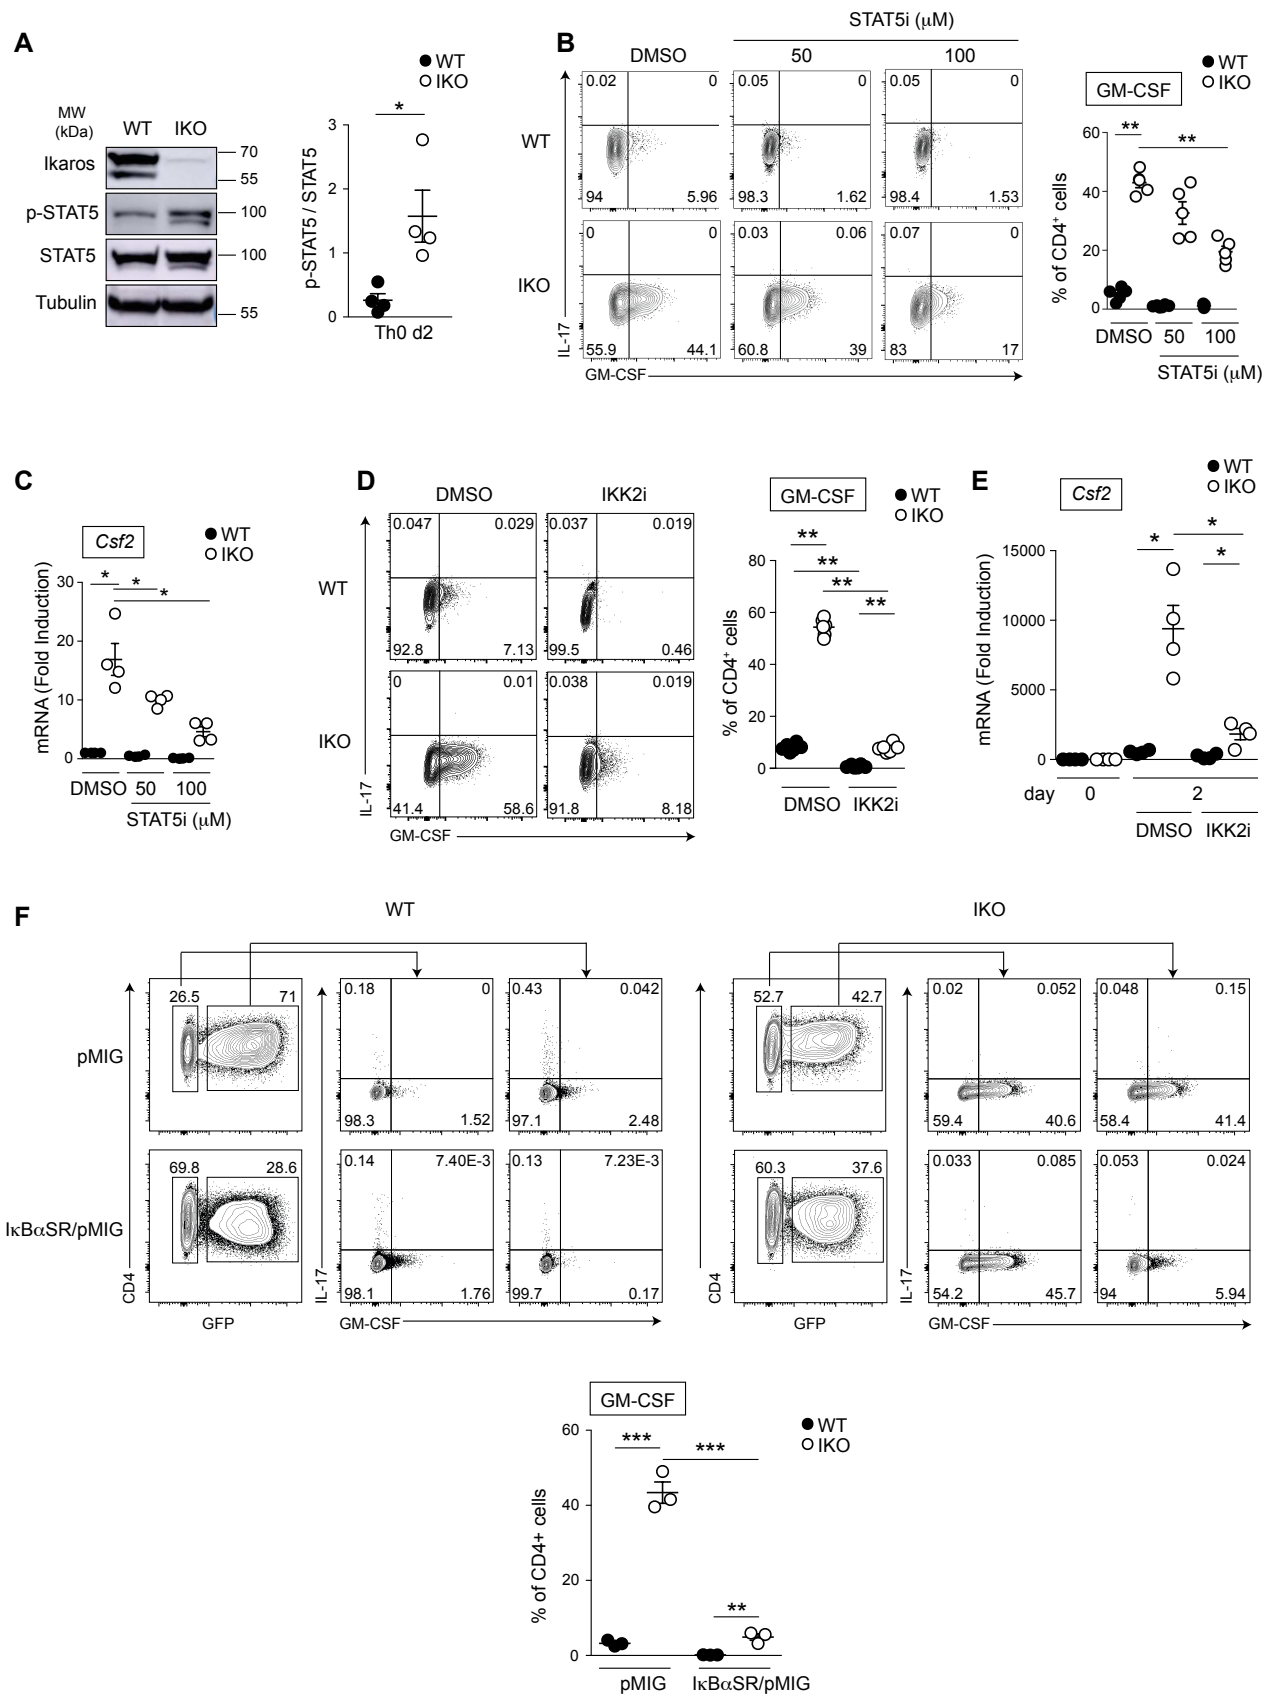 A
MW
(kDa)
WT IKO
Ikaros
70
55
p-STAT5
100
STAT5
100
Tubulin
55
WT
IKO
*
p-STAT5 / STAT5
3
2
1
0
Th0 d2
B
STAT5i (μM)
DMSO 50 100
WT
0.02 0 0.05 0 0.05 0
94 5.96 98.3 1.62 98.4 1.53
IKO
0 0 0.03 0.06 0.07 0
55.9 44.1 60.8 39 83 17
IL-17
GM-CSF
WT
IKO
GM-CSF
** **
% of CD4⁺ cells
60
40
20
0
DMSO 50 100
STAT5i (μM)
C
Csf2
WT
IKO
* * *
mRNA (Fold Induction)
30
20
10
0
DMSO 50 100
STAT5i (μM)
D
DMSO IKK2i
WT
0.047 0.029 0.037 0.019
92.8 7.13 99.5 0.46
IKO
0 0.01 0.038 0.019
41.4 58.6 91.8 8.18
IL-17
GM-CSF
GM-CSF
WT
IKO
**
**
**
**
% of CD4⁺ cells
80
60
40
20
0
DMSO IKK2i
E
Csf2
WT
IKO
* *
*
mRNA (Fold Induction)
15000
10000
5000
0
day 0 2
DMSO IKK2i
F
WT IKO
pMIG
26.5 71 0.18 0 0.43 0.042
98.3 1.52 97.1 2.48
52.7 42.7 0.02 0.052 0.048 0.15
59.4 40.6 58.4 41.4
IκBαSR/pMIG
69.8 28.6 0.14 7.40E-3 0.13 7.23E-3
98.1 1.76 99.7 0.17
60.3 37.6 0.033 0.085 0.053 0.024
54.2 45.7 94 5.94
CD4 IL-17 CD4 IL-17
GFP GM-CSF GFP GM-CSF
GM-CSF
WT
IKO
*** ***
**
% of CD4+ cells
60
40
20
0
pMIG IκBαSR/pMIG